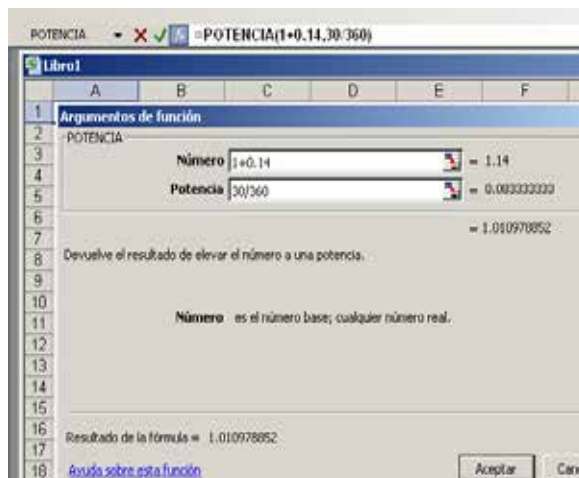 POTENCIA =POTENCIA(1+0.14,30/360)
Libro1
A B C D E F
1 Argumentos de función
2 POTENCIA
3 Número 1+0.14 = 1.14
4
5 Potencia 30/360 = 0.083333333
6
7 = 1.010978852
8 Devuelve el resultado de elevar el número a una potencia.
9
10
11 Número es el número base; cualquier número real.
12
13
14
15
16 Resultado de la fórmula = 1.010978852
17
18 Ayuda sobre esta función Aceptar Canc